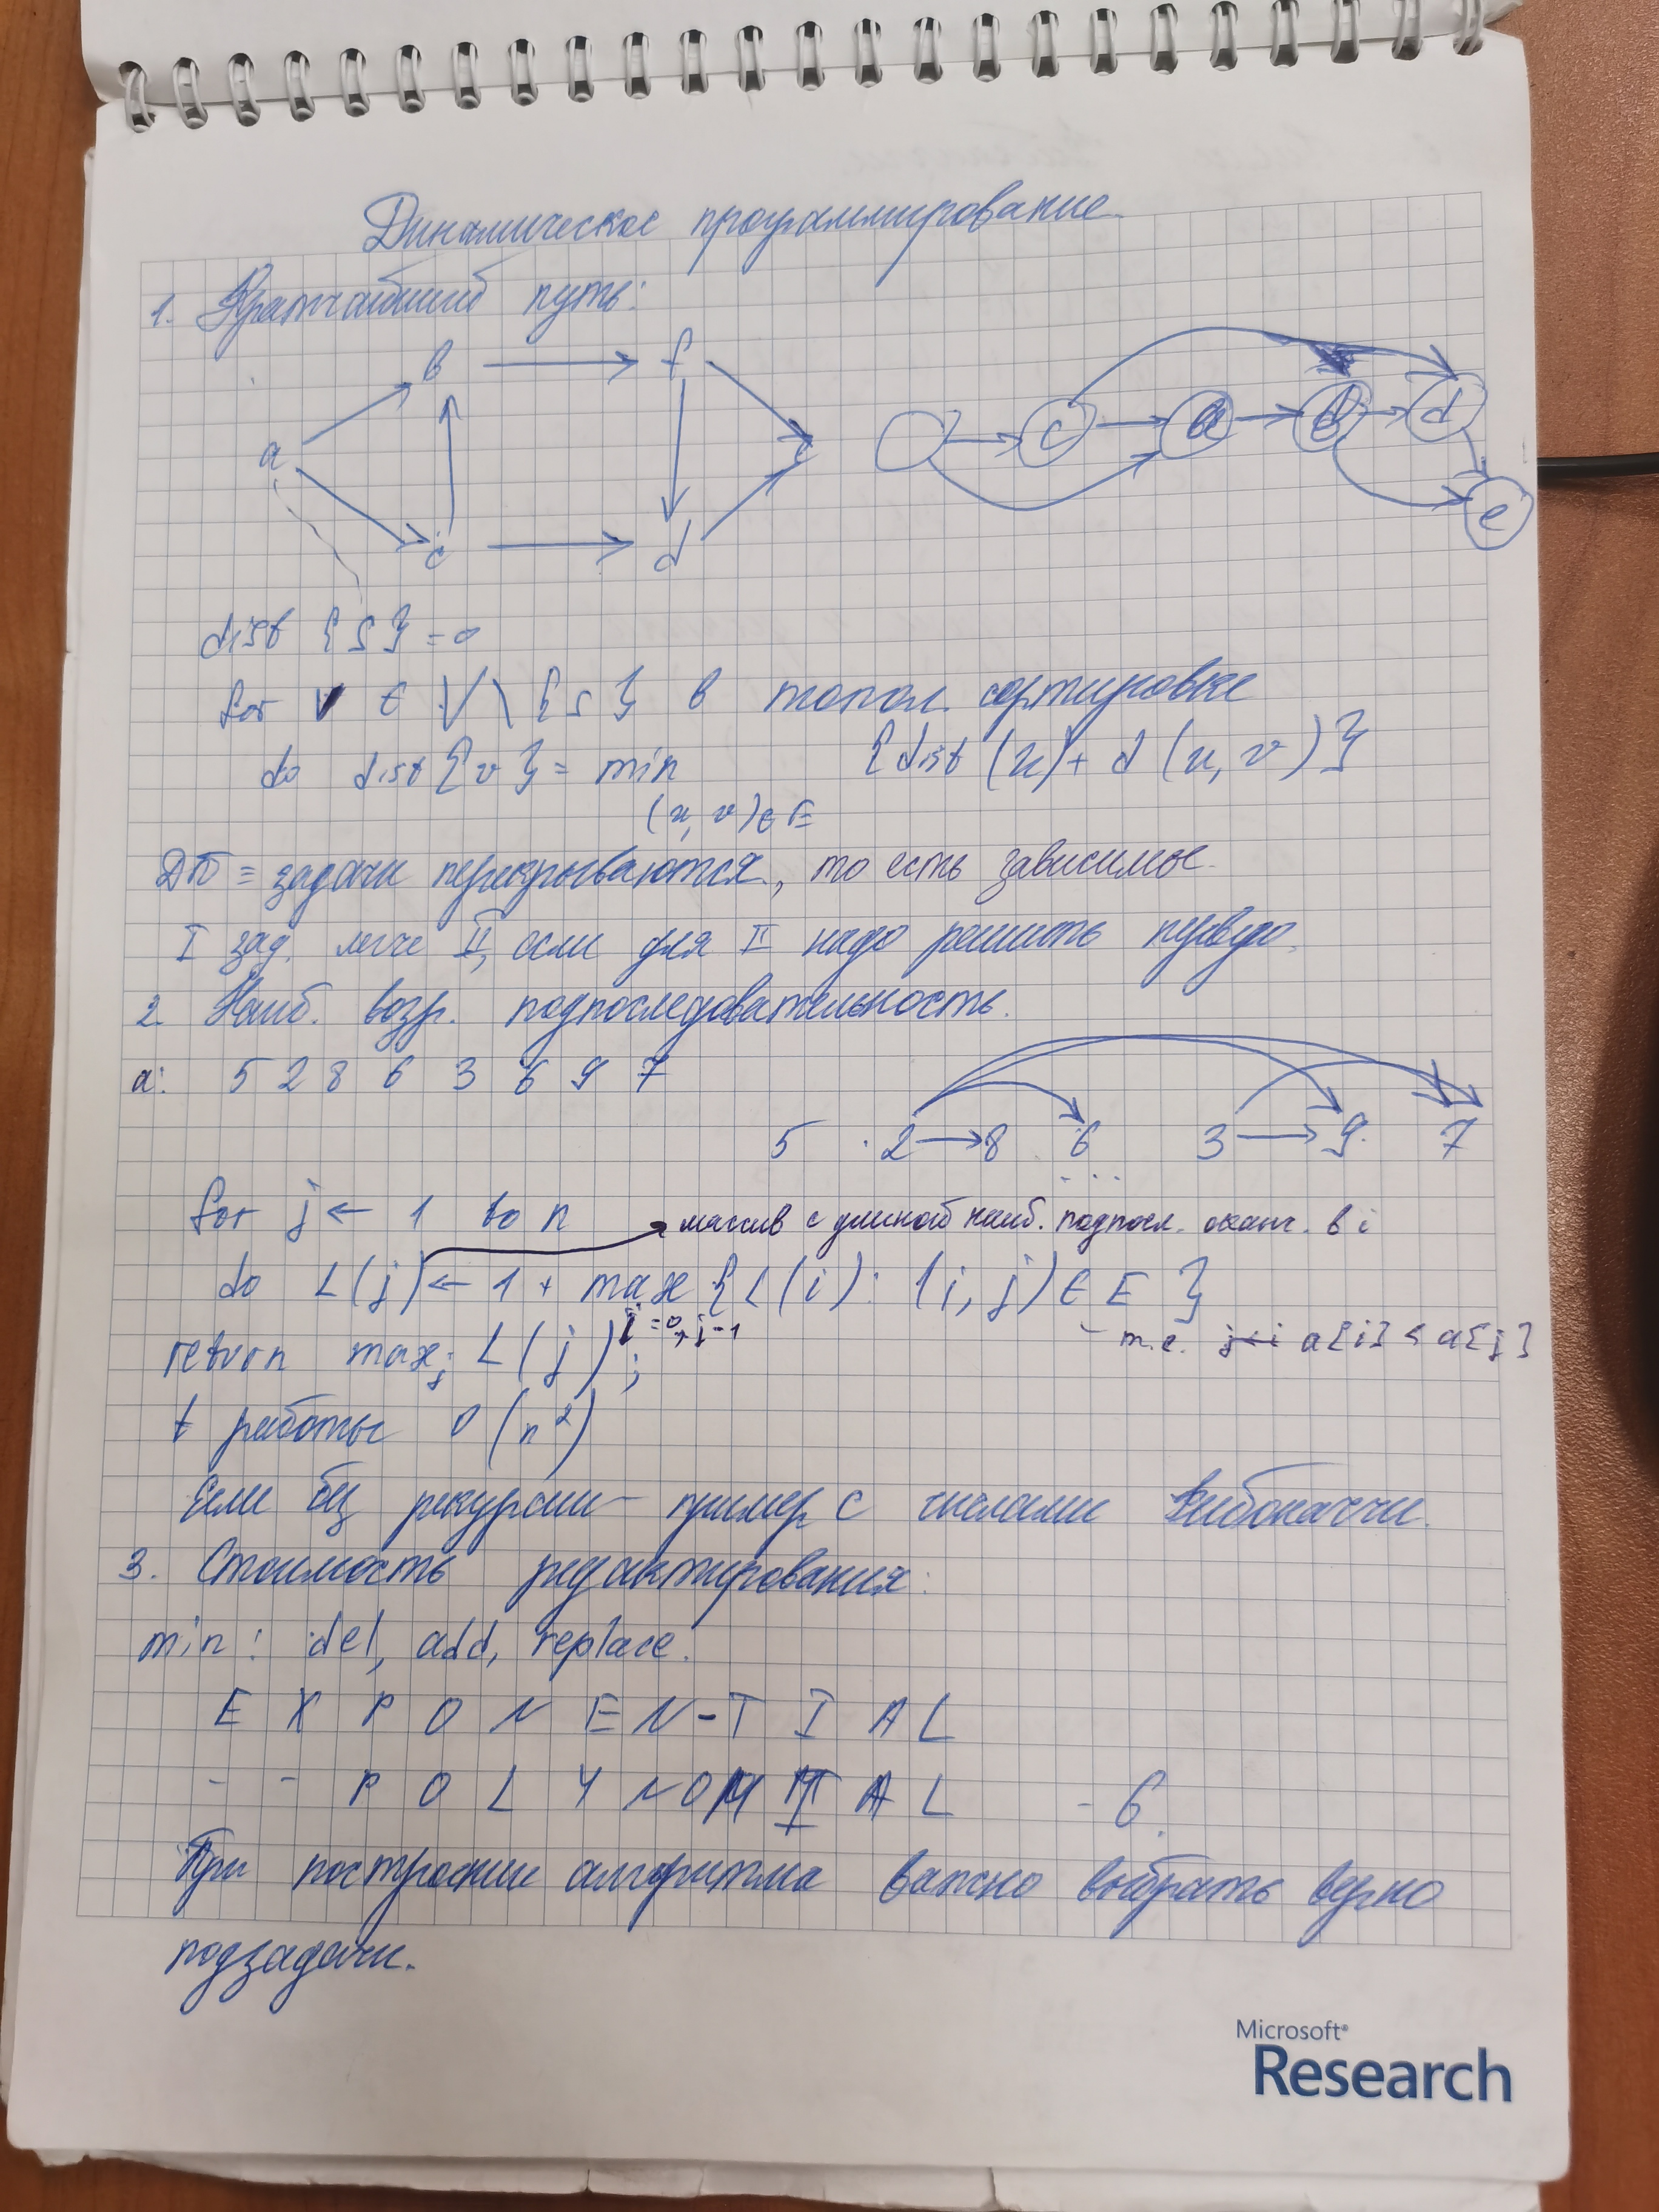 Динамическое программирование.
1. Кратчайший путь:
b f
a
c d
c a b d
e
dist {S} = 0
for v ∈ V \ {S} в топол. сортировке
do dist {v} = min {dist (u) + d (u, v)}
(u, v) ∈ E
ДП ≡ задачи перекрываются, то есть зависимые.
I зад. легче II, если для II надо решить первую.
2. Наиб. возр. подпоследовательность.
a: 5 2 8 6 3 6 9 7
5 2 8 6 3 9 7
...
for j ← 1 to n
массив с длиной наиб. подпосл. оканч. в i
do L(j) ← 1 + max {L(i): (i, j) ∈ E }
i = 0, j-1
- т.е. j<i a[i] < a[j]
return max_j L(j);
t работы O(n²)
Если без рекурсии - пример с числами Фибоначчи.
3. Стоимость редактирования:
min: del, add, replace.
E X P O N E N - T I A L
- - P O L Y N O M I A L - 6.
При построении алгоритма важно выбрать верно
подзадачи.
Microsoft®
Research